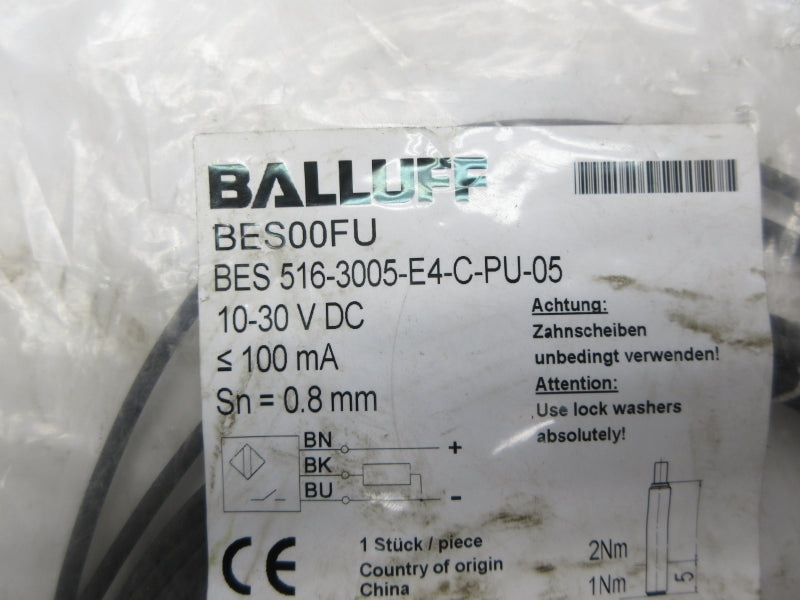 BALLUFF
BES00FU
BES 516-3005-E4-C-PU-05
10-30 V DC
≤ 100 mA
Sn = 0.8 mm
Achtung:
Zahnscheiben
unbedingt verwenden!
Attention:
Use lock washers
absolutely!
BN
+
BK
BU
-
CE
1 Stück / piece
Country of origin
China
2Nm
1Nm
5